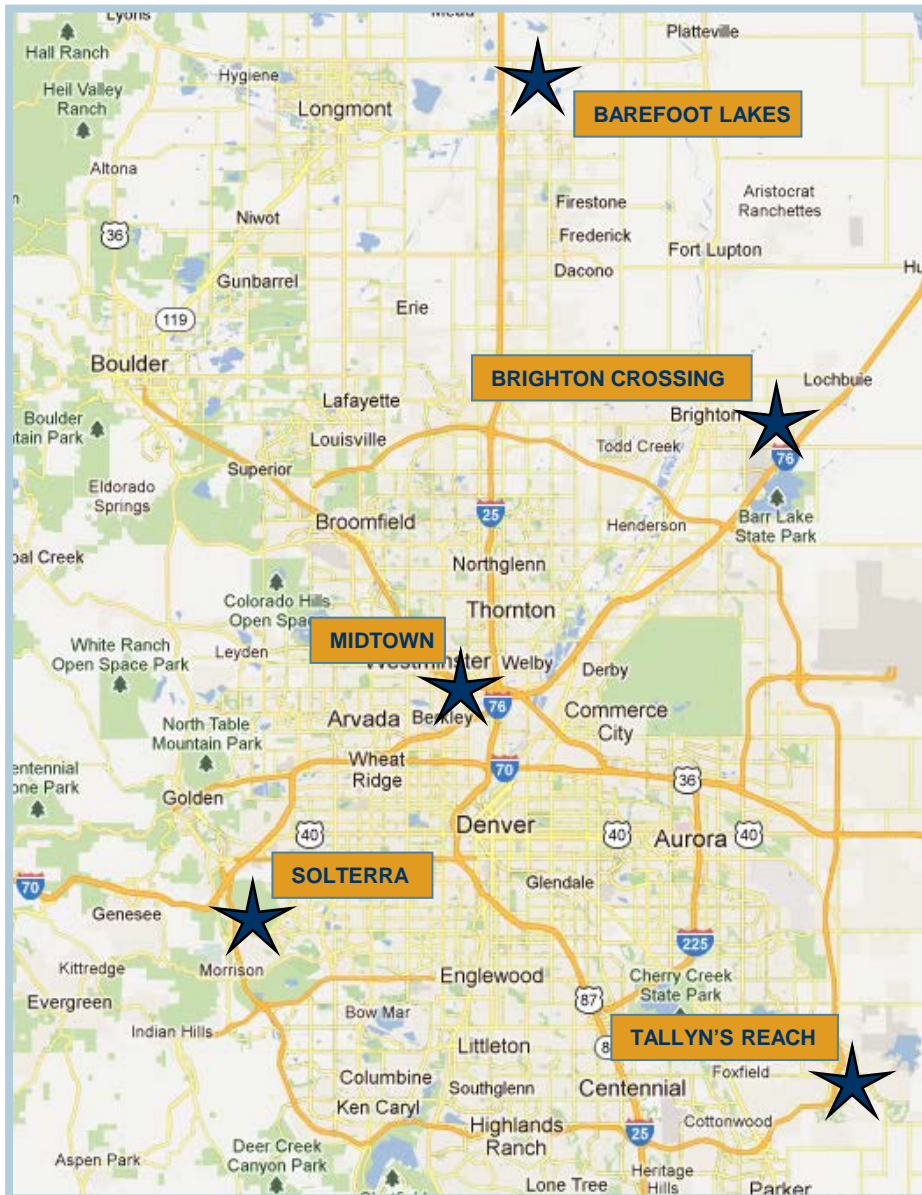 Lyons
Mead
Platteville
Hall Ranch
Hygiene
Heil Valley
Ranch
Longmont
BAREFOOT LAKES
Altona
Aristocrat
Ranchettes
Niwot
Firestone
36
Frederick
Fort Lupton
Dacono
Gunbarrel
Erie
119
Boulder
BRIGHTON CROSSING
Lochbuie
Lafayette
Brighton
Boulder
Louisville
Todd Creek
76
Superior
Eldorado
Springs
25
Barr Lake
State Park
Broomfield
Henderson
Northglenn
Colorado Hills
Open
Thornton
MIDTOWN
White Ranch
Open Space Park
Leyden
Welby
Derby
76
Commerce
City
Arvada
North Table
Mountain Park
Wheat
Ridge
70
36
Golden
40
Denver
40
Aurora
40
SOLTERRA
70
Glendale
Genesee
225
Kittredge
Morrison
Englewood
Cherry Creek
State Park
Evergreen
87
Bow Mar
Indian Hills
TALLYN'S REACH
Littleton
Foxfield
Columbine
Southglenn
Centennial
Ken Caryl
Cottonwood
Highlands
Ranch
25
Deer Creek
Canyon Park
Aspen Park
Heritage
Hills
Lone Tree
Parker